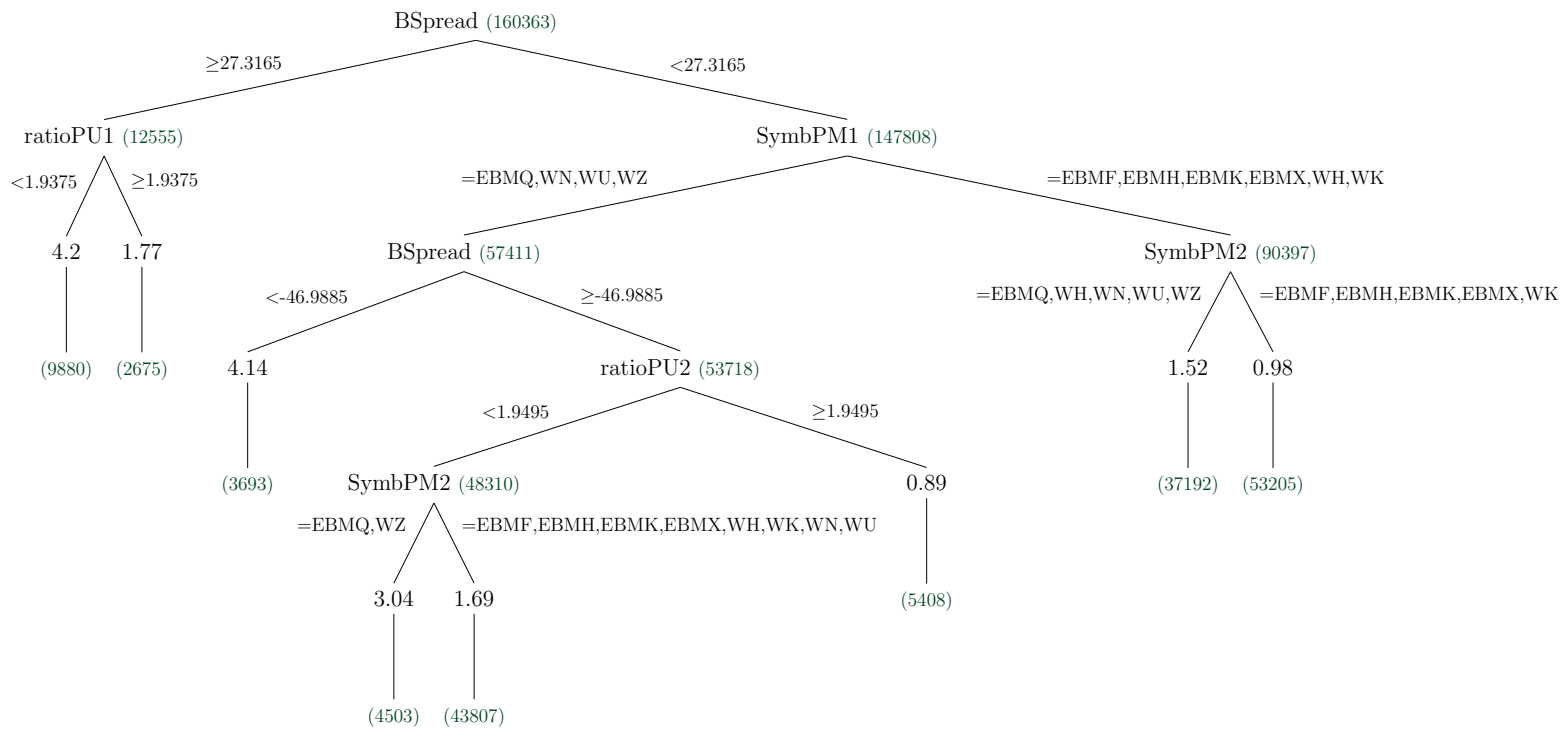 BSpread (160363)
≥27.3165
<27.3165
ratioPU1 (12555)
SymbPM1 (147808)
<1.9375
≥1.9375
=EBMQ,WN,WU,WZ
=EBMF,EBMH,EBMK,EBMX,WH,WK
4.2
1.77
BSpread (57411)
SymbPM2 (90397)
<-46.9885
≥-46.9885
=EBMQ,WH,WN,WU,WZ
=EBMF,EBMH,EBMK,EBMX,WK
(9880)
(2675)
4.14
ratioPU2 (53718)
1.52
0.98
<1.9495
≥1.9495
(3693)
SymbPM2 (48310)
0.89
(37192)
(53205)
=EBMQ,WZ
=EBMF,EBMH,EBMK,EBMX,WH,WK,WN,WU
3.04
1.69
(5408)
(4503)
(43807)